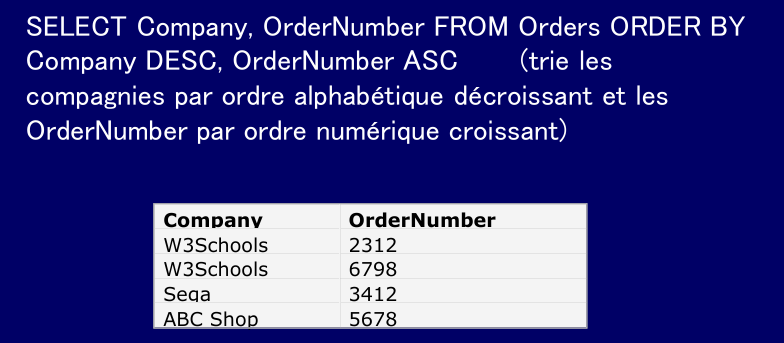 SELECT Company, OrderNumber FROM Orders ORDER BY
Company DESC, OrderNumber ASC (trie les
compagnies par ordre alphabétique décroissant et les
OrderNumber par ordre numérique croissant)
Company OrderNumber
W3Schools 2312
W3Schools 6798
Sega 3412
ABC Shop 5678